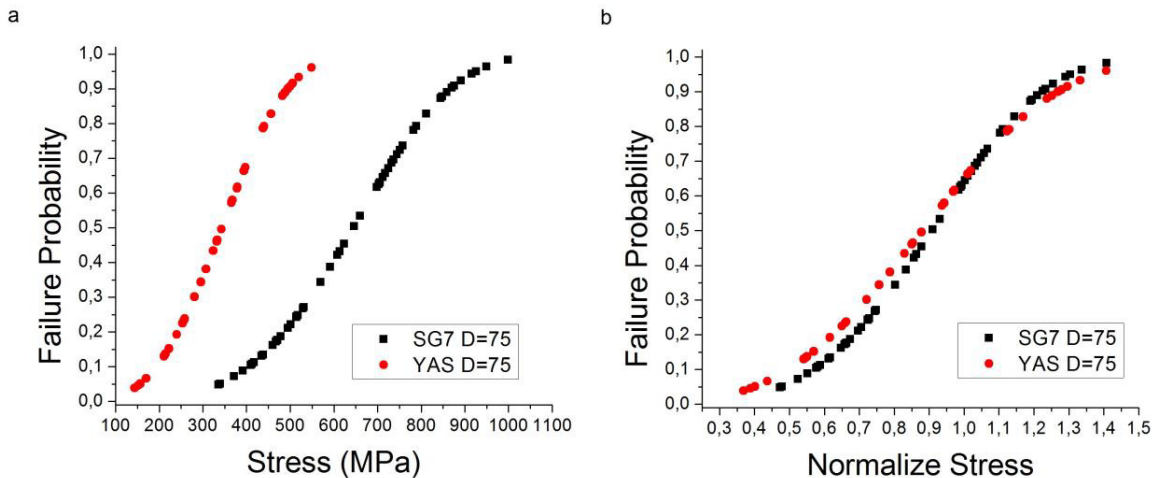 a
Failure Probability
1,0
0,9
0,8
0,7
0,6
0,5
0,4
0,3
0,2
0,1
0,0
100 200 300 400 500 600 700 800 900 1000 1100
Stress (MPa)
SG7 D=75
YAS D=75
b
Failure Probability
1,0
0,9
0,8
0,7
0,6
0,5
0,4
0,3
0,2
0,1
0,0
0,3 0,4 0,5 0,6 0,7 0,8 0,9 1,0 1,1 1,2 1,3 1,4 1,5
Normalize Stress
SG7 D=75
YAS D=75